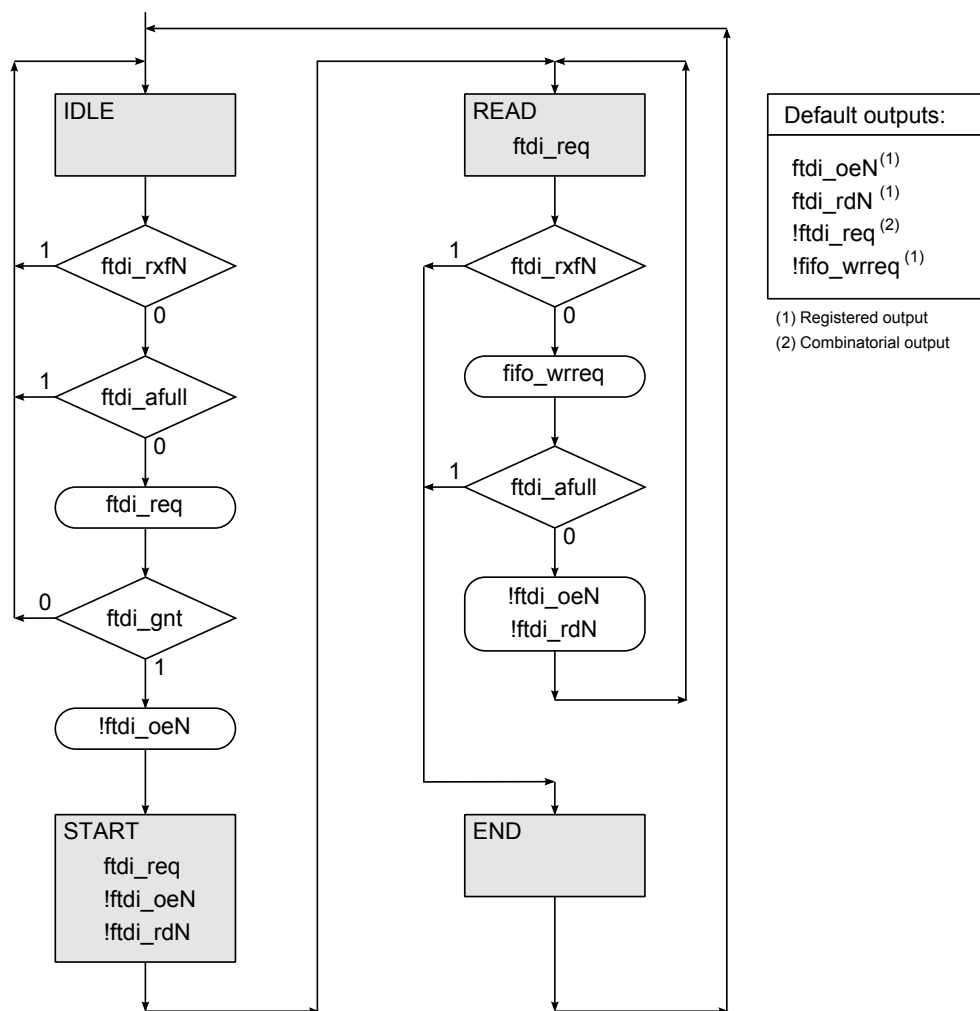 IDLE
1
ftdi_rxfN
0
1
ftdi_afull
0
ftdi_req
0
ftdi_gnt
1
!ftdi_oeN
START
ftdi_req
!ftdi_oeN
!ftdi_rdN
READ
ftdi_req
1
ftdi_rxfN
0
fifo_wrreq
1
ftdi_afull
0
!ftdi_oeN
!ftdi_rdN
END
Default outputs:
ftdi_oeN (1)
ftdi_rdN (1)
!ftdi_req (2)
!fifo_wrreq (1)
(1) Registered output
(2) Combinatorial output